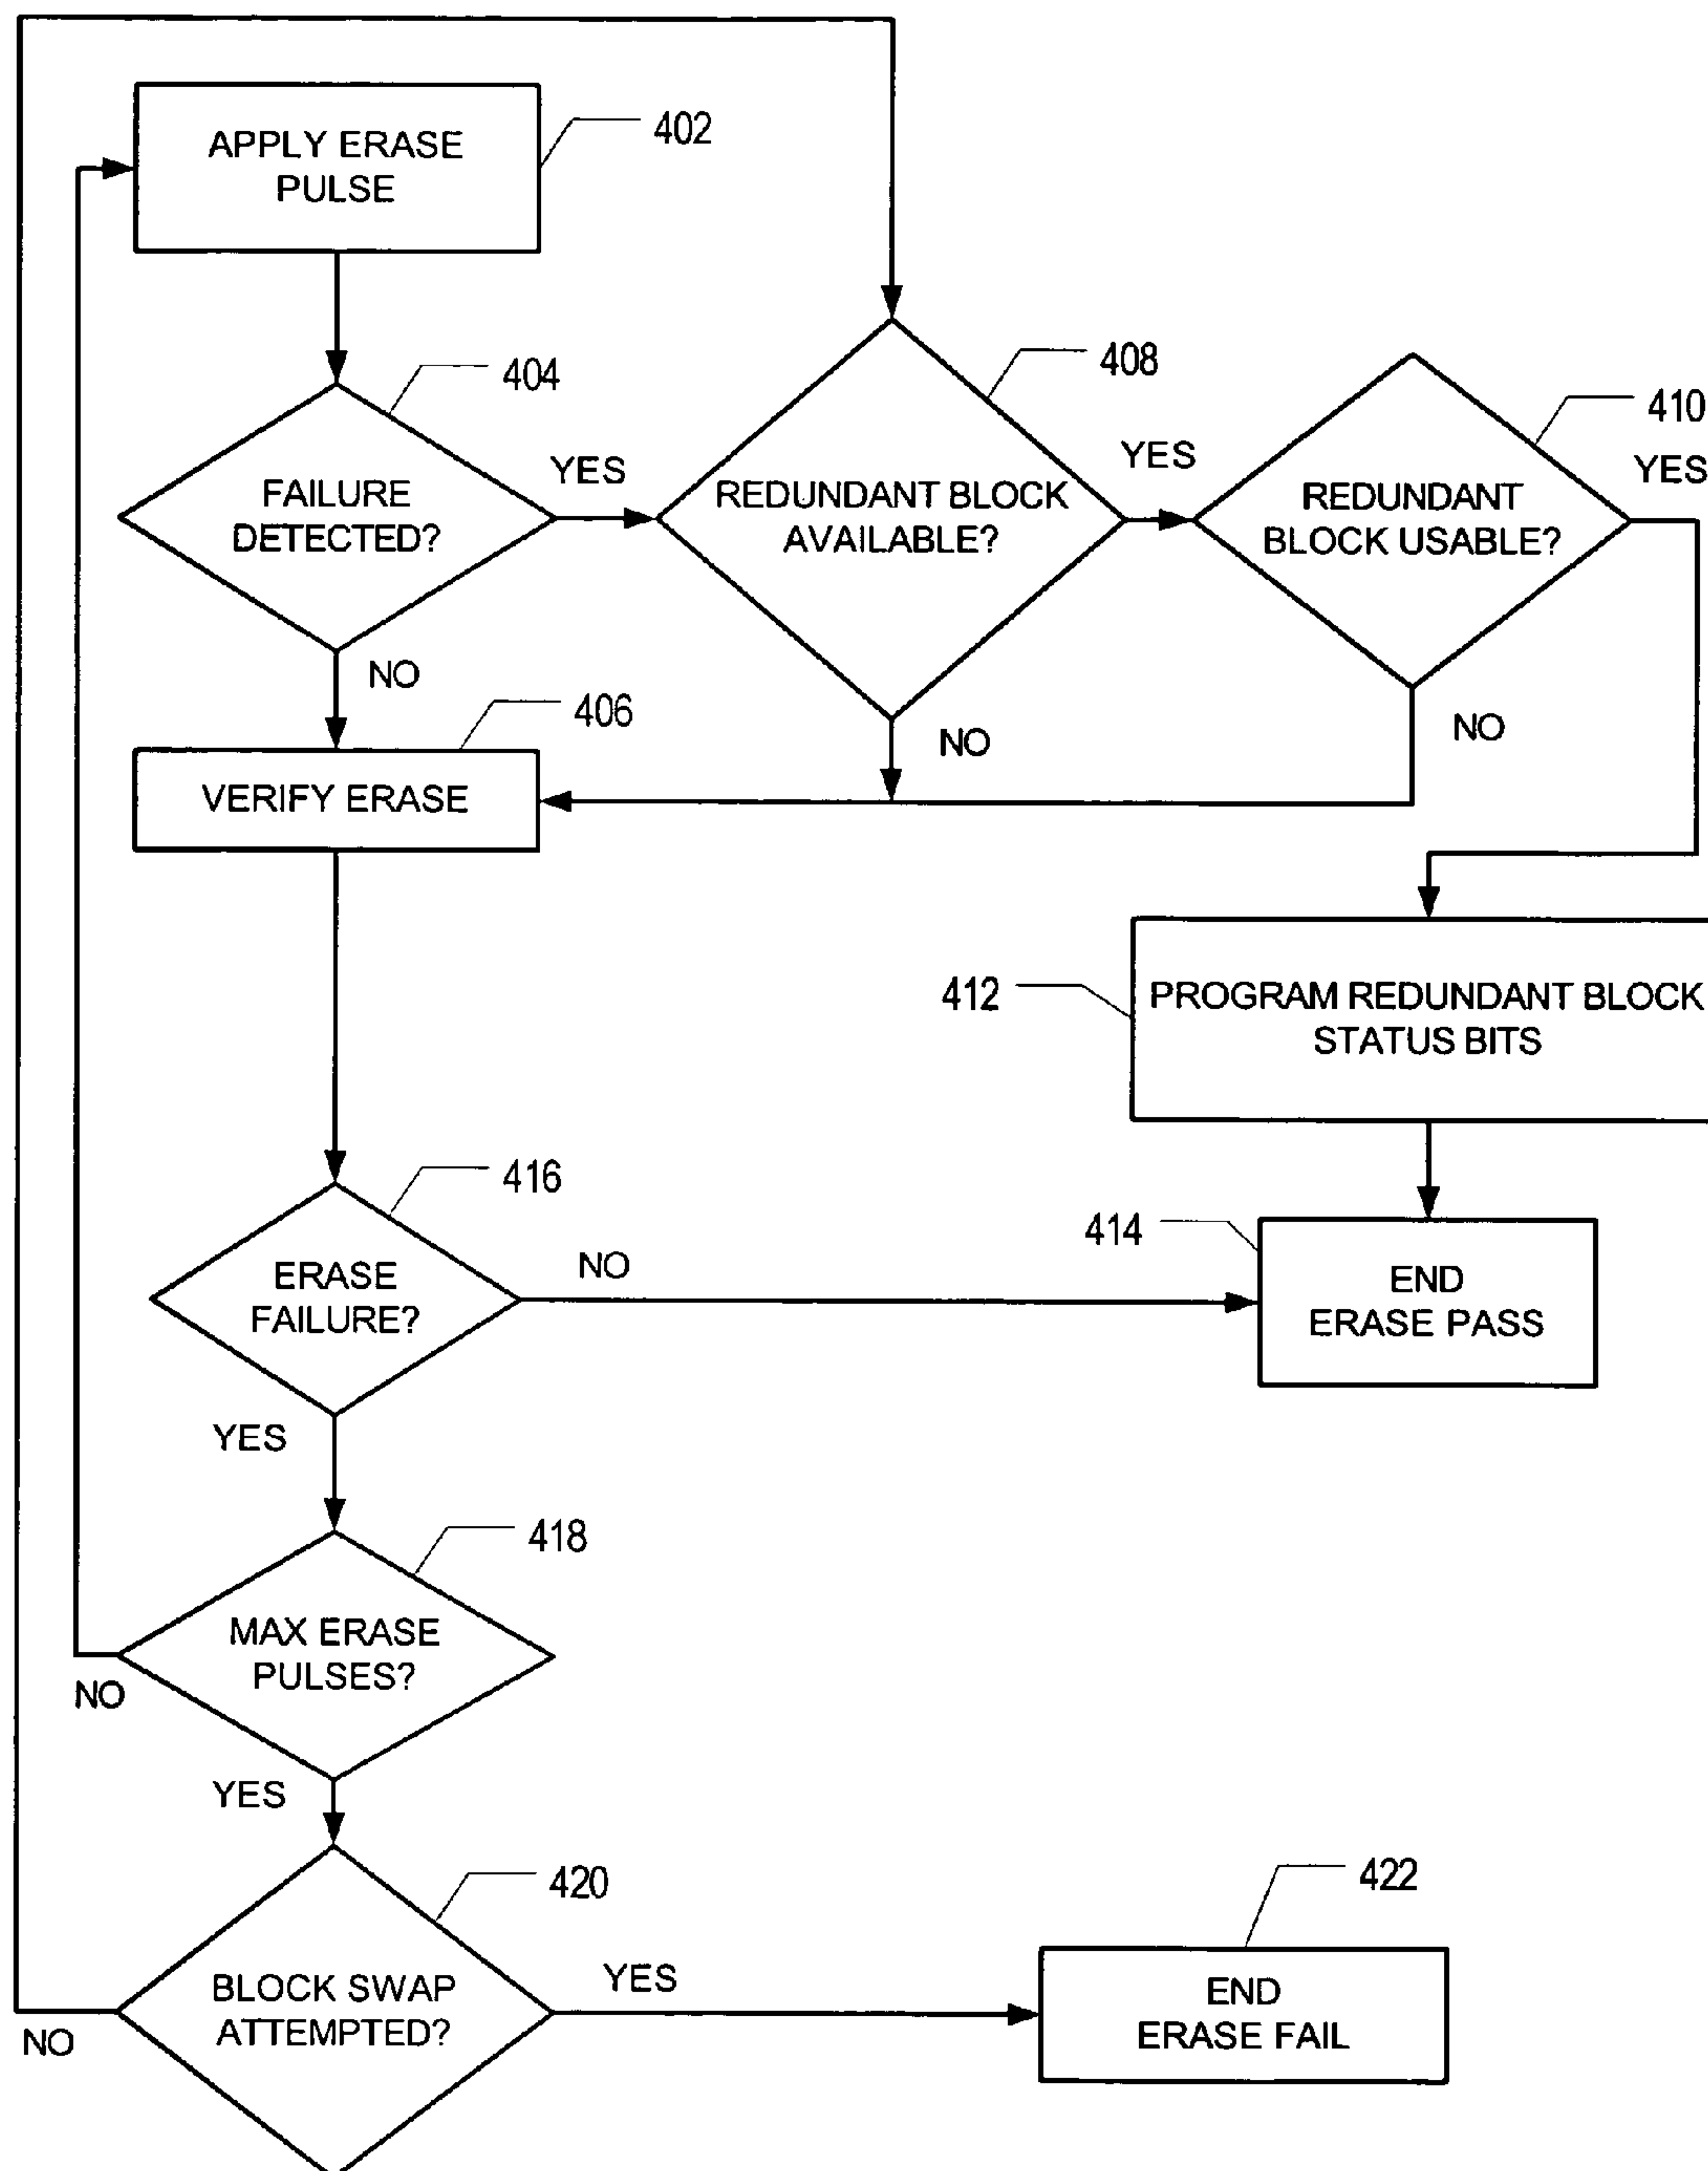 APPLY ERASE
PULSE
402
404
FAILURE
DETECTED?
YES
NO
408
REDUNDANT BLOCK
AVAILABLE?
YES
NO
410
REDUNDANT
BLOCK USABLE?
YES
NO
406
VERIFY ERASE
412
PROGRAM REDUNDANT BLOCK
STATUS BITS
416
ERASE
FAILURE?
NO
YES
414
END
ERASE PASS
418
MAX ERASE
PULSES?
NO
YES
420
BLOCK SWAP
ATTEMPTED?
NO
YES
422
END
ERASE FAIL